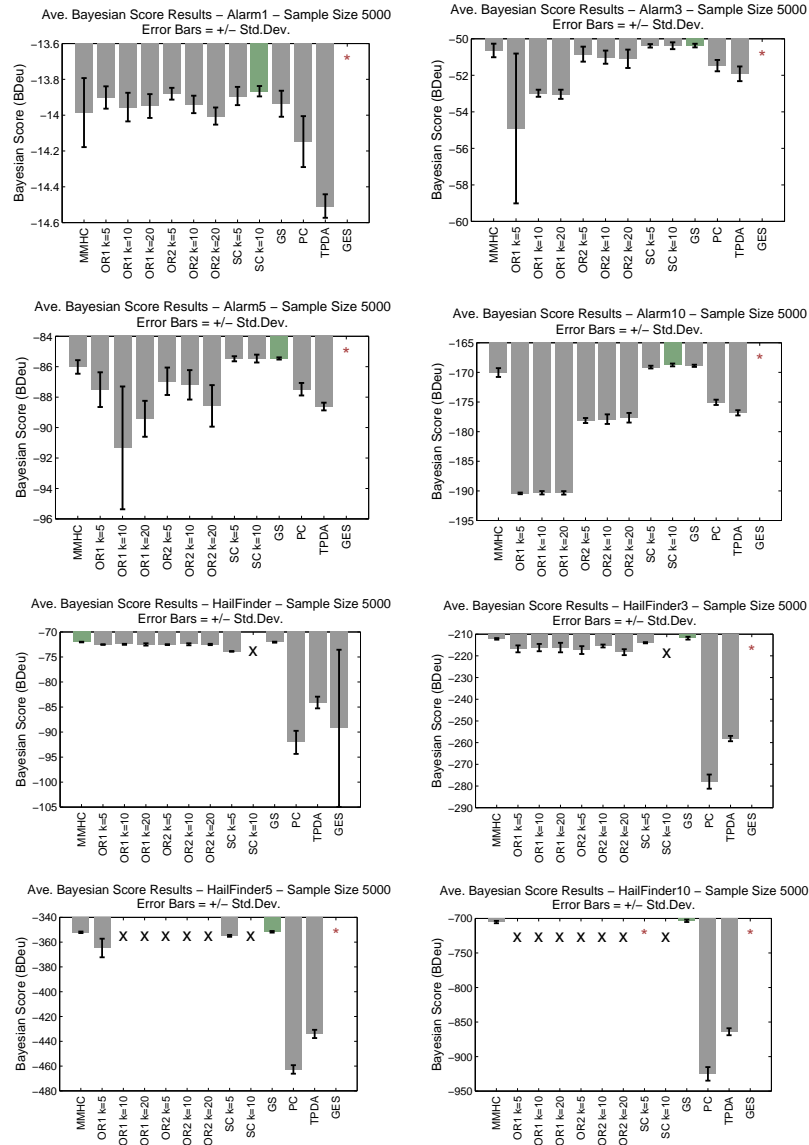 Ave. Bayesian Score Results − Alarm1 − Sample Size 5000
Error Bars = +/− Std.Dev.
Bayesian Score (BDeu)
−13.6
−13.8
−14
−14.2
−14.4
−14.6
*
MMHC
OR1 k=5
OR1 k=10
OR1 k=20
OR2 k=5
OR2 k=10
OR2 k=20
SC k=5
SC k=10
GS
PC
TPDA
GES
Ave. Bayesian Score Results − Alarm3 − Sample Size 5000
Error Bars = +/− Std.Dev.
Bayesian Score (BDeu)
−50
−52
−54
−56
−58
−60
*
MMHC
OR1 k=5
OR1 k=10
OR1 k=20
OR2 k=5
OR2 k=10
OR2 k=20
SC k=5
SC k=10
GS
PC
TPDA
GES
Ave. Bayesian Score Results − Alarm5 − Sample Size 5000
Error Bars = +/− Std.Dev.
Bayesian Score (BDeu)
−84
−86
−88
−90
−92
−94
−96
*
MMHC
OR1 k=5
OR1 k=10
OR1 k=20
OR2 k=5
OR2 k=10
OR2 k=20
SC k=5
SC k=10
GS
PC
TPDA
GES
Ave. Bayesian Score Results − Alarm10 − Sample Size 5000
Error Bars = +/− Std.Dev.
Bayesian Score (BDeu)
−165
−170
−175
−180
−185
−190
−195
*
MMHC
OR1 k=5
OR1 k=10
OR1 k=20
OR2 k=5
OR2 k=10
OR2 k=20
SC k=5
SC k=10
GS
PC
TPDA
GES
Ave. Bayesian Score Results − HailFinder − Sample Size 5000
Error Bars = +/− Std.Dev.
Bayesian Score (BDeu)
−70
−75
−80
−85
−90
−95
−100
−105
X
MMHC
OR1 k=5
OR1 k=10
OR1 k=20
OR2 k=5
OR2 k=10
OR2 k=20
SC k=5
SC k=10
GS
PC
TPDA
GES
Ave. Bayesian Score Results − HailFinder3 − Sample Size 5000
Error Bars = +/− Std.Dev.
Bayesian Score (BDeu)
−210
−220
−230
−240
−250
−260
−270
−280
−290
X *
MMHC
OR1 k=5
OR1 k=10
OR1 k=20
OR2 k=5
OR2 k=10
OR2 k=20
SC k=5
SC k=10
GS
PC
TPDA
GES
Ave. Bayesian Score Results − HailFinder5 − Sample Size 5000
Error Bars = +/− Std.Dev.
Bayesian Score (BDeu)
−340
−360
−380
−400
−420
−440
−460
−480
X X X X X X *
MMHC
OR1 k=5
OR1 k=10
OR1 k=20
OR2 k=5
OR2 k=10
OR2 k=20
SC k=5
SC k=10
GS
PC
TPDA
GES
Ave. Bayesian Score Results − HailFinder10 − Sample Size 5000
Error Bars = +/− Std.Dev.
Bayesian Score (BDeu)
−700
−750
−800
−850
−900
−950
X X X X X X * X *
MMHC
OR1 k=5
OR1 k=10
OR1 k=20
OR2 k=5
OR2 k=10
OR2 k=20
SC k=5
SC k=10
GS
PC
TPDA
GES